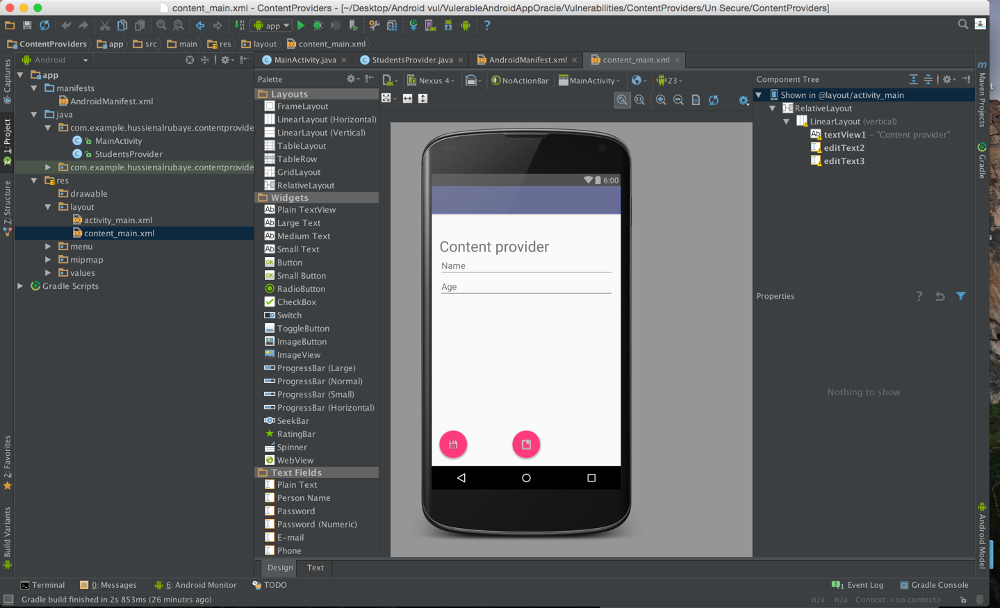 content_main.xml - ContentProviders - [~/Desktop/Android vul/VulerableAndroidAppOracle/Vulnerabilities/ContentProviders/Un Secure/ContentProviders]
app
ContentProviders app src main res layout content_main.xml
Android
MainActivity.java StudentsProvider.java AndroidManifest.xml content_main.xml
Captures
1: Project
Z: Structure
2: Favorites
Build Variants
app
manifests
AndroidManifest.xml
java
com.example.hussienalrubaye.contentprovide
MainActivity
StudentsProvider
com.example.hussienalrubaye.contentprovide
res
drawable
layout
activity_main.xml
content_main.xml
menu
mipmap
values
Gradle Scripts
Palette
Layouts
FrameLayout
LinearLayout (Horizontal)
LinearLayout (Vertical)
TableLayout
TableRow
GridLayout
RelativeLayout
Widgets
Plain TextView
Large Text
Medium Text
Small Text
Button
Small Button
RadioButton
CheckBox
Switch
ToggleButton
ImageButton
ImageView
ProgressBar (Large)
ProgressBar (Normal)
ProgressBar (Small)
ProgressBar (Horizontal)
SeekBar
RatingBar
Spinner
WebView
Text Fields
Plain Text
Person Name
Password
Password (Numeric)
E-mail
Phone
Nexus 4 NoActionBar MainActivity 23
6:00
Content provider
Name
Age
Design Text
Component Tree
Shown in @layout/activity_main
RelativeLayout
LinearLayout (vertical)
textView1 – "Content provider"
editText2
editText3
Properties
Nothing to show
Maven Projects
Gradle
Android Model
Terminal 0: Messages 6: Android Monitor TODO 1 Event Log Gradle Console
Gradle build finished in 2s 853ms (26 minutes ago) n/a n/a Context: <no context>